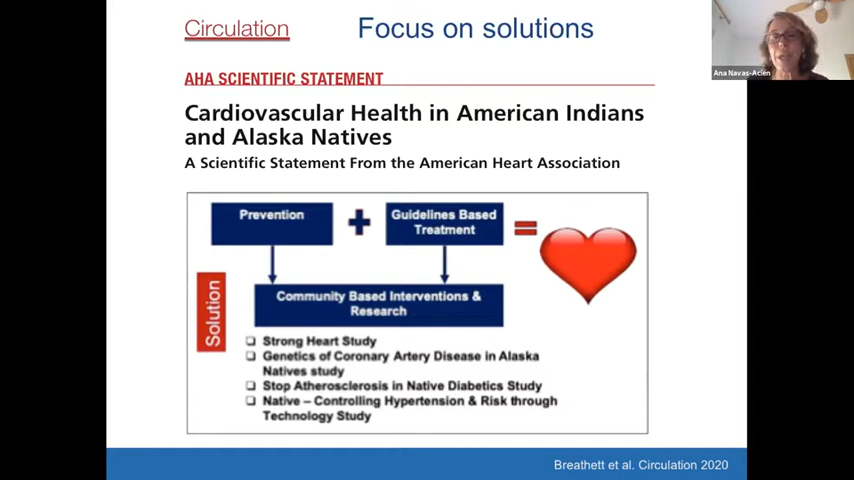 Circulation
Focus on solutions
Ana Navas-Acien
AHA SCIENTIFIC STATEMENT
Cardiovascular Health in American Indians
and Alaska Natives
A Scientific Statement From the American Heart Association
Prevention
Guidelines Based
Treatment
Community Based Interventions &
Research
Solution
❑ Strong Heart Study
❑ Genetics of Coronary Artery Disease in Alaska
Natives study
❑ Stop Atherosclerosis in Native Diabetics Study
❑ Native – Controlling Hypertension & Risk through
Technology Study
Breathett et al. Circulation 2020